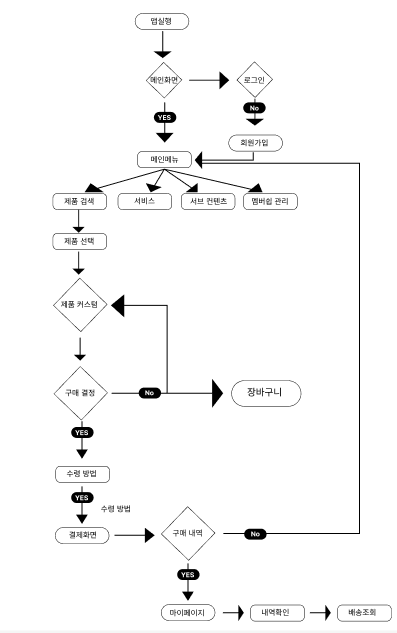 앱실행
메인화면
로그인
No
YES
회원가입
메인메뉴
제품 검색
서비스
서브 컨텐츠
멤버쉽 관리
제품 선택
제품 커스텀
구매 결정
No
장바구니
YES
수령 방법
YES
수령 방법
결제화면
구매 내역
No
YES
마이페이지
내역확인
배송조회